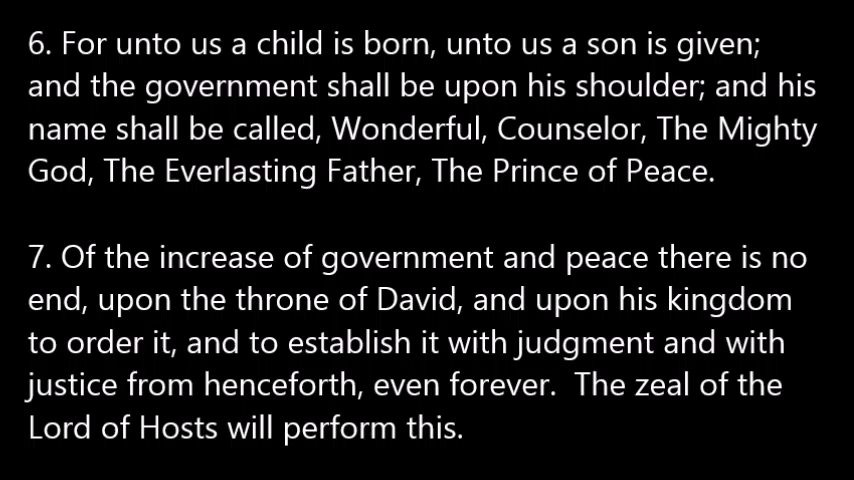 6. For unto us a child is born, unto us a son is given;
and the government shall be upon his shoulder; and his
name shall be called, Wonderful, Counselor, The Mighty
God, The Everlasting Father, The Prince of Peace.
7. Of the increase of government and peace there is no
end, upon the throne of David, and upon his kingdom
to order it, and to establish it with judgment and with
justice from henceforth, even forever.  The zeal of the
Lord of Hosts will perform this.